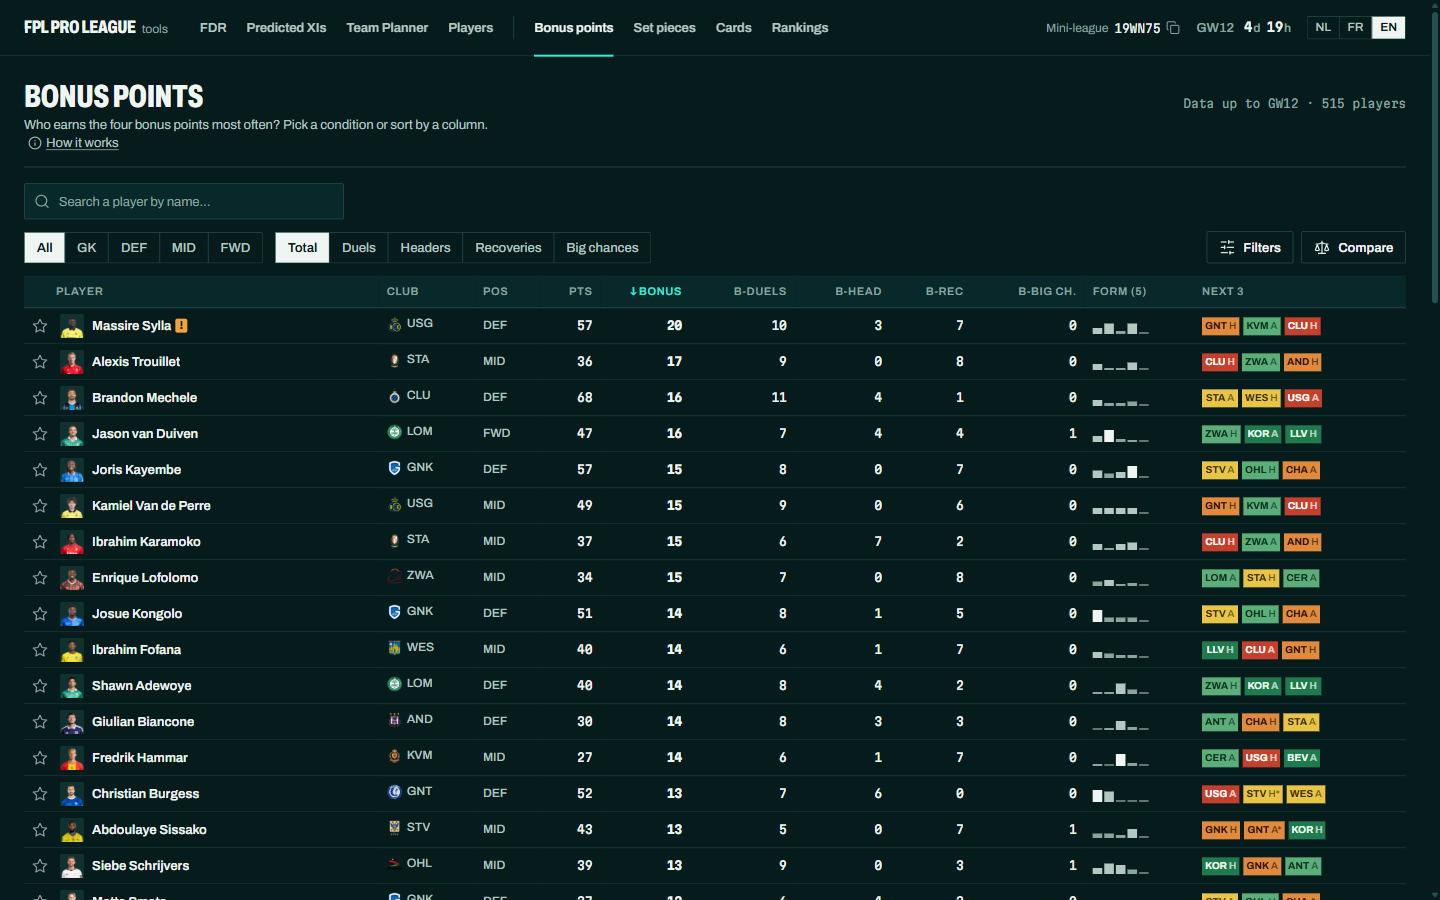 FPL PRO LEAGUE tools FDR Predicted XIs Team Planner Players Bonus points Set pieces Cards Rankings Mini-league 19WN75 GW12 4d 19h NL FR EN
BONUS POINTS
Data up to GW12 · 515 players
Who earns the four bonus points most often? Pick a condition or sort by a column.
How it works
Search a player by name...
All GK DEF MID FWD Total Duels Headers Recoveries Big chances Filters Compare
PLAYER CLUB POS PTS ↓BONUS B-DUELS B-HEAD B-REC B-BIG CH. FORM (5) NEXT 3
Massire Sylla ! USG DEF 57 20 10 3 7 0 GNT H KVM A CLU H
Alexis Trouillet STA MID 36 17 9 0 8 0 CLU H ZWA A AND H
Brandon Mechele CLU DEF 68 16 11 4 1 0 STA A WES H USG A
Jason van Duiven LOM FWD 47 16 7 4 4 1 ZWA H KOR A LLV H
Joris Kayembe GNK DEF 57 15 8 0 7 0 STV A OHL H CHA A
Kamiel Van de Perre USG MID 49 15 9 0 6 0 GNT H KVM A CLU H
Ibrahim Karamoko STA MID 37 15 6 7 2 0 CLU H ZWA A AND H
Enrique Lofolomo ZWA MID 34 15 7 0 8 0 LOM A STA H CER A
Josue Kongolo GNK DEF 51 14 8 1 5 0 STV A OHL H CHA A
Ibrahim Fofana WES MID 40 14 6 1 7 0 LLV H CLU A GNT H
Shawn Adewoye LOM DEF 40 14 8 4 2 0 ZWA H KOR A LLV H
Giulian Biancone AND DEF 30 14 8 3 3 0 ANT A CHA H STA A
Fredrik Hammar KVM MID 27 14 6 1 7 0 CER A USG H BEV A
Christian Burgess GNT DEF 52 13 7 6 0 0 USG A STV H* WES A
Abdoulaye Sissako STV MID 43 13 5 0 7 1 GNK H GNT A* KOR H
Siebe Schrijvers OHL MID 39 13 9 0 3 1 KOR H GNK A ANT A